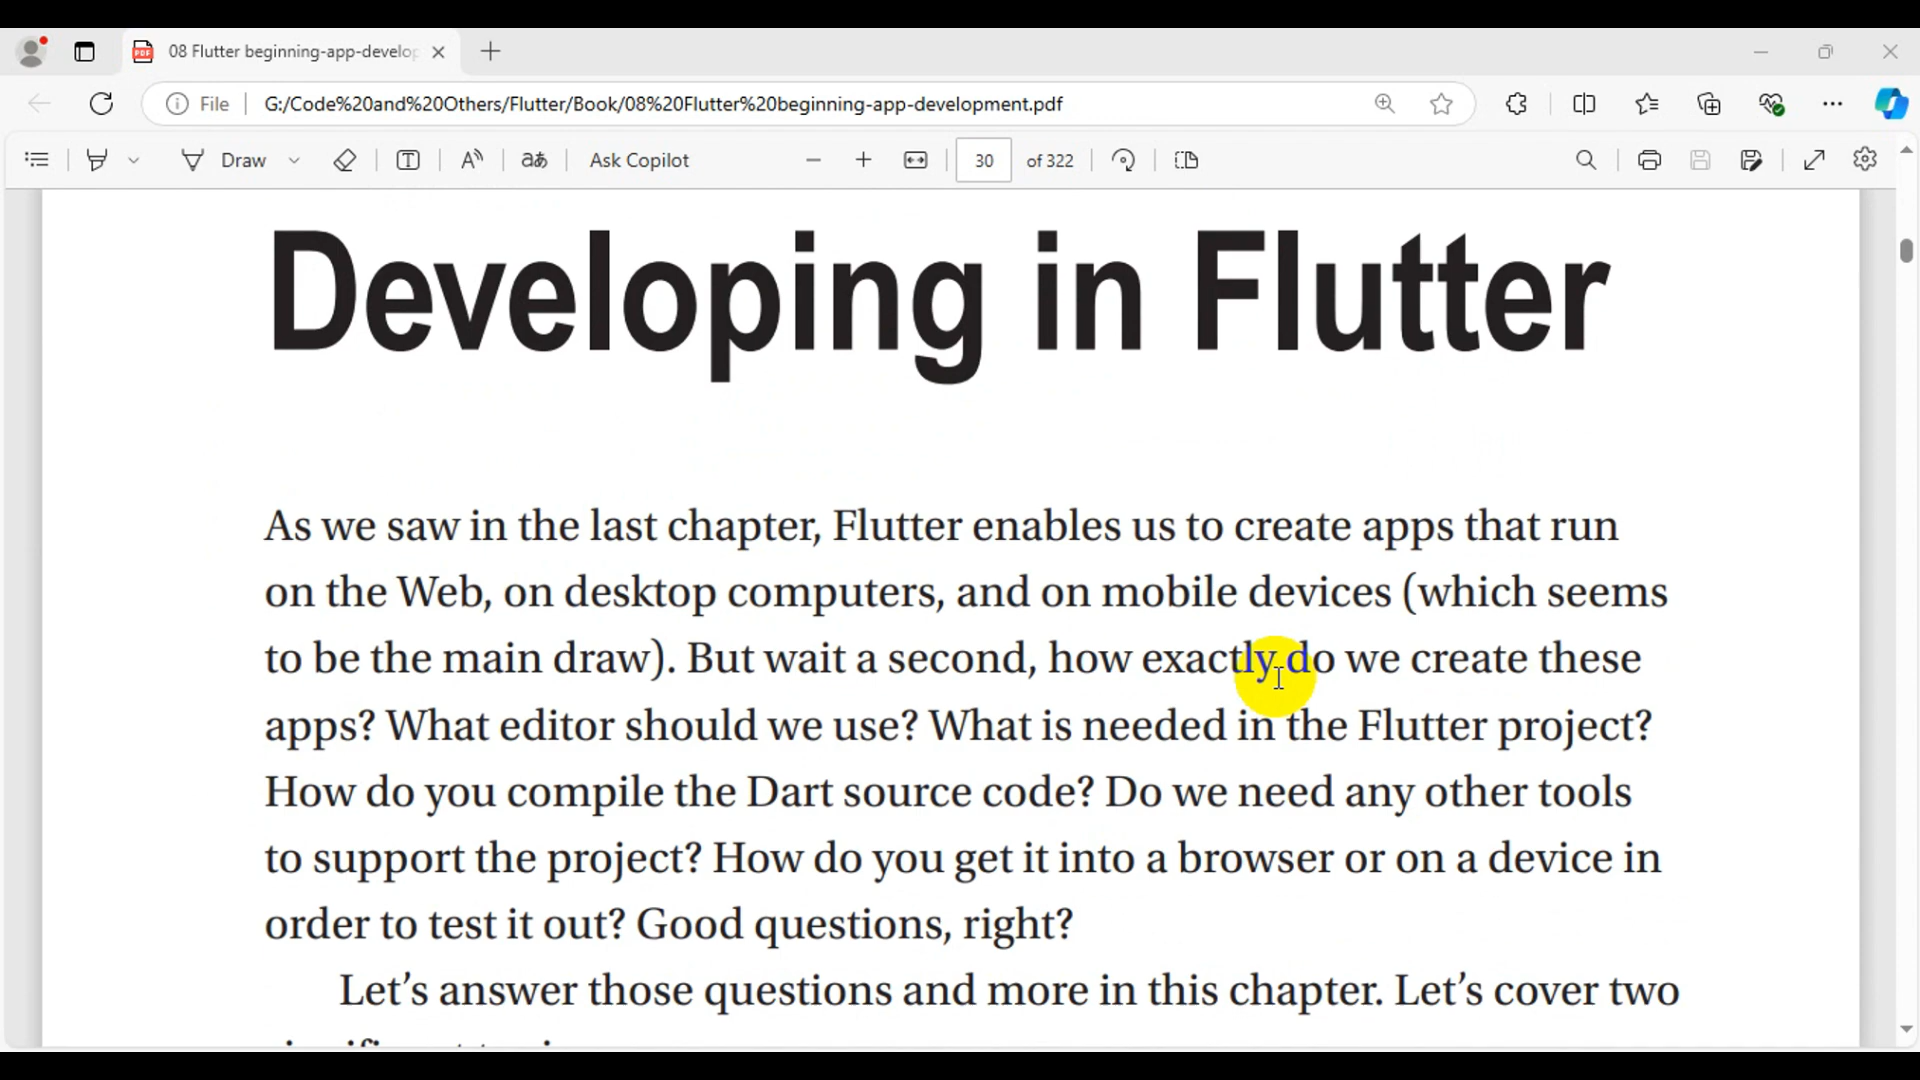 08 Flutter beginning-app-develop
File G:/Code%20and%20Others/Flutter/Book/08%20Flutter%20beginning-app-development.pdf
Draw Ask Copilot 30 of 322
Developing in Flutter
As we saw in the last chapter, Flutter enables us to create apps that run
on the Web, on desktop computers, and on mobile devices (which seems
to be the main draw). But wait a second, how exactly do we create these
apps? What editor should we use? What is needed in the Flutter project?
How do you compile the Dart source code? Do we need any other tools
to support the project? How do you get it into a browser or on a device in
order to test it out? Good questions, right?
Let’s answer those questions and more in this chapter. Let’s cover two